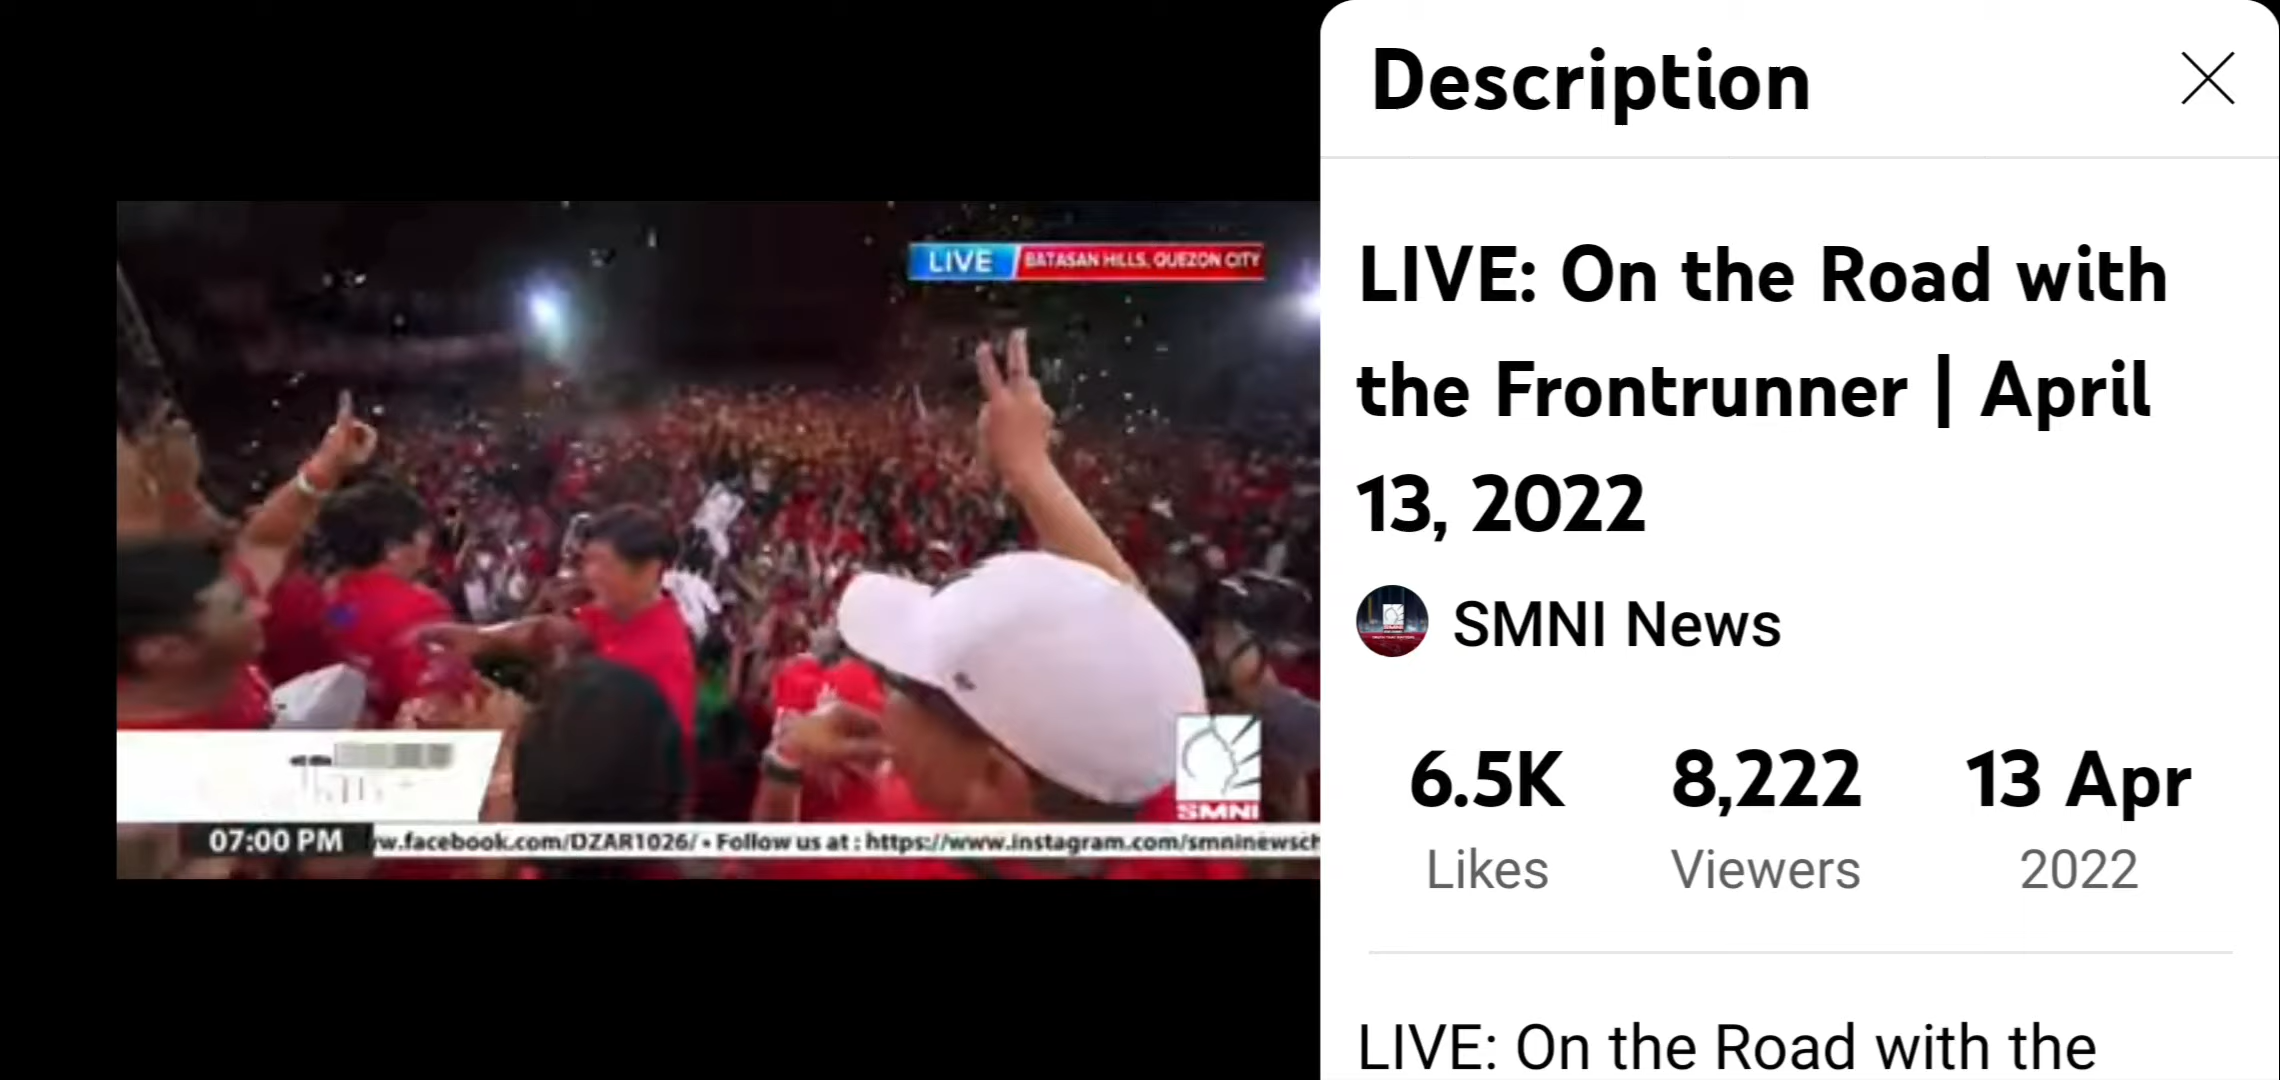 LIVE
BATASAN HILLS, QUEZON CITY
SMNI
07:00 PM
w.facebook.com/DZAR1026/ • Follow us at : https://www.instagram.com/smninewsch
Description
LIVE: On the Road with
the Frontrunner | April
13, 2022
SMNI News
6.5K 8,222 13 Apr
Likes Viewers 2022
LIVE: On the Road with the